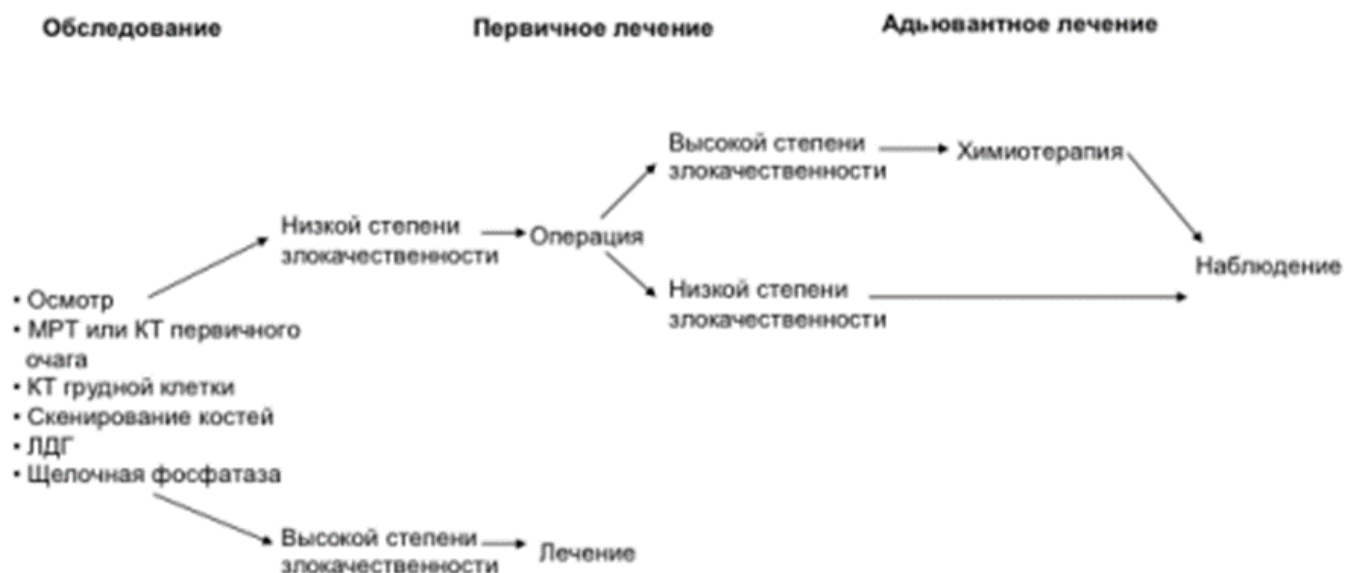 Обследование
Первичное лечение
Адьювантное лечение
Высокой степени
злокачественности
Химиотерапия
Низкой степени
злокачественности
Операция
Наблюдение
Низкой степени
злокачественности
• Осмотр
• МРТ или КТ первичного
очага
• КТ грудной клетки
• Скенирование костей
• ЛДГ
• Щелочная фосфатаза
Высокой степени
злокачественности
Лечение